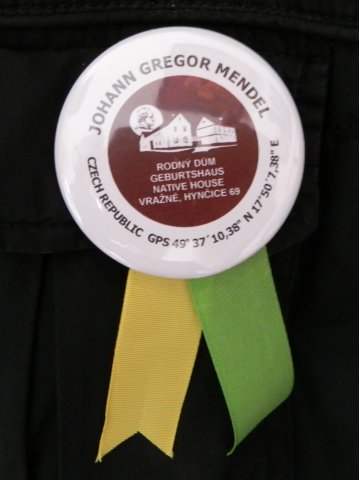 JOHANN GREGOR MENDEL
RODNÝ DŮM
GEBURTSHAUS
NATIVE HOUSE
VRAŽNÉ, HYNČICE 69
CZECH REPUBLIC GPS 49° 37´10,38" N 17°50´7,38" E